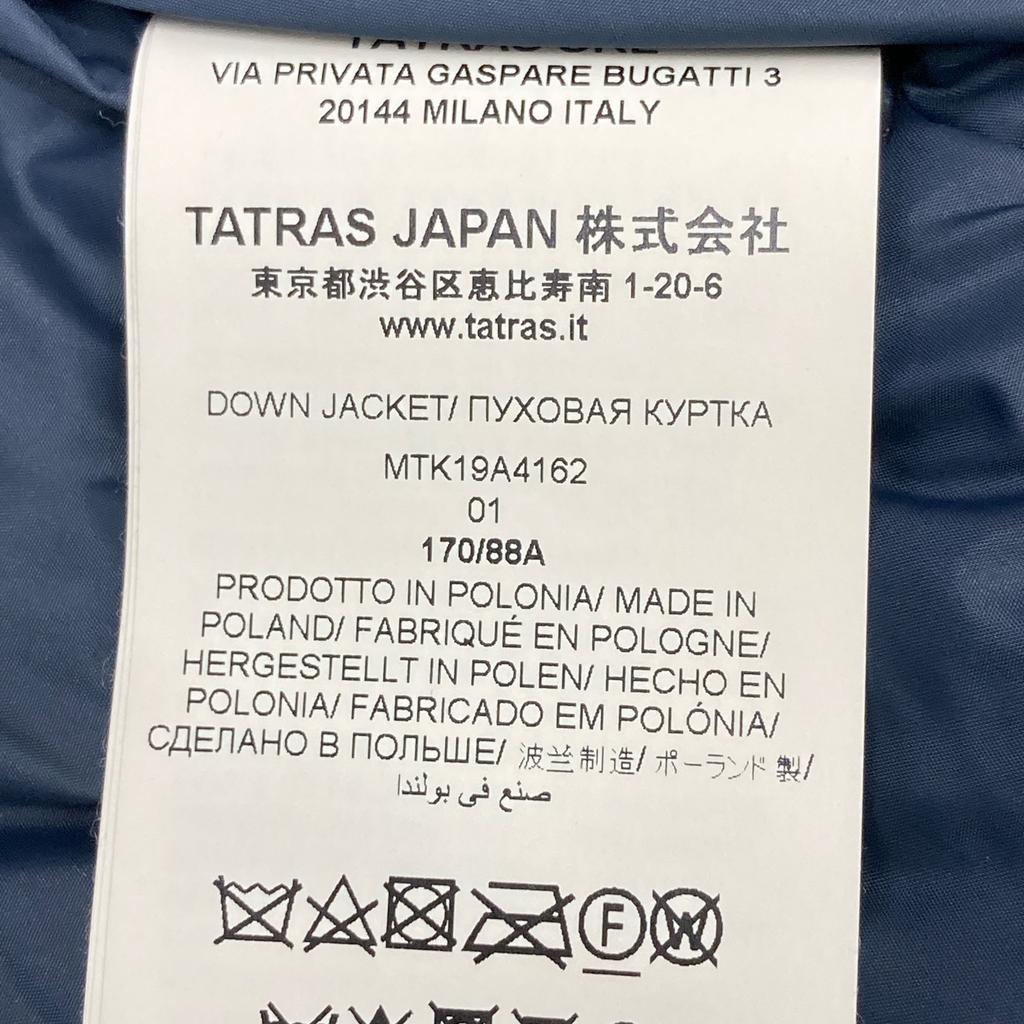 TATRAS SRL
VIA PRIVATA GASPARE BUGATTI 3
20144 MILANO ITALY
TATRAS JAPAN 株式会社
東京都渋谷区恵比寿南 1-20-6
www.tatras.it
DOWN JACKET/ ПУХОВАЯ КУРТКА
MTK19A4162
01
170/88A
PRODOTTO IN POLONIA/ MADE IN
POLAND/ FABRIQUÉ EN POLOGNE/
HERGESTELLT IN POLEN/ HECHO EN
POLONIA/ FABRICADO EM POLÓNIA/
СДЕЛАНО В ПОЛЬШЕ/ 波兰制造/ ポーランド 製/
صنع في بولندا
F W